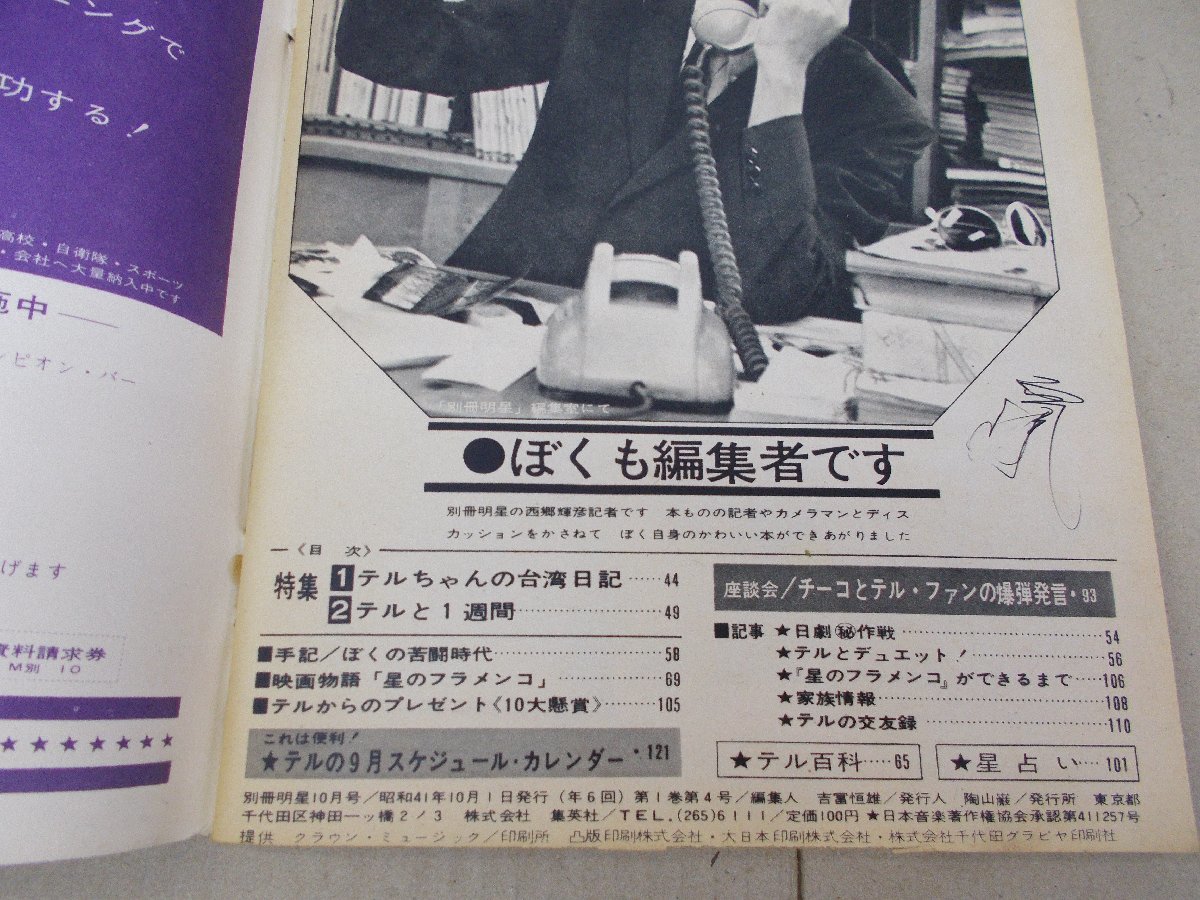 ングで
功する!
高校・自衛隊・スポーツ
・会社へ大量納入中です
施中――
ピオン・バー
げます
資料請求券
M別 10
「別冊明星」編集室にて
●ぼくも編集者です
別冊明星の西郷輝彦記者です 本ものの記者やカメラマンとディス
カッションをかさねて ぼく自身のかわいい本ができあがりました
《目 次》
特集 1 テルちゃんの台湾日記……44
2 テルと1週間……49
■手記/ぼくの苦闘時代……58
■映画物語「星のフラメンコ」……69
■テルからのプレゼント《10大懸賞》……105
これは便利!
★テルの9月スケジュール・カレンダー・121
座談会/チーコとテル・ファンの爆弾発言・93
■記事 ★日劇㊙作戦……54
★テルとデュエット!……56
★『星のフラメンコ』ができるまで……106
★家族情報……108
★テルの交友録……110
★テル百科……65
★星占い…101
別冊明星10月号/昭和41年10月1日発行(年6回)第1巻第4号/編集人 吉冨恒雄/発行人 陶山巌/発行所 東京都
千代田区神田一ッ橋2ノ3 株式会社 集英社/TEL.(265)6111/定価100円 ★日本音楽著作権協会承認第411257号
提供 クラウン・ミュージック/印刷所 凸版印刷株式会社・大日本印刷株式会社・株式会社千代田グラビヤ印刷社